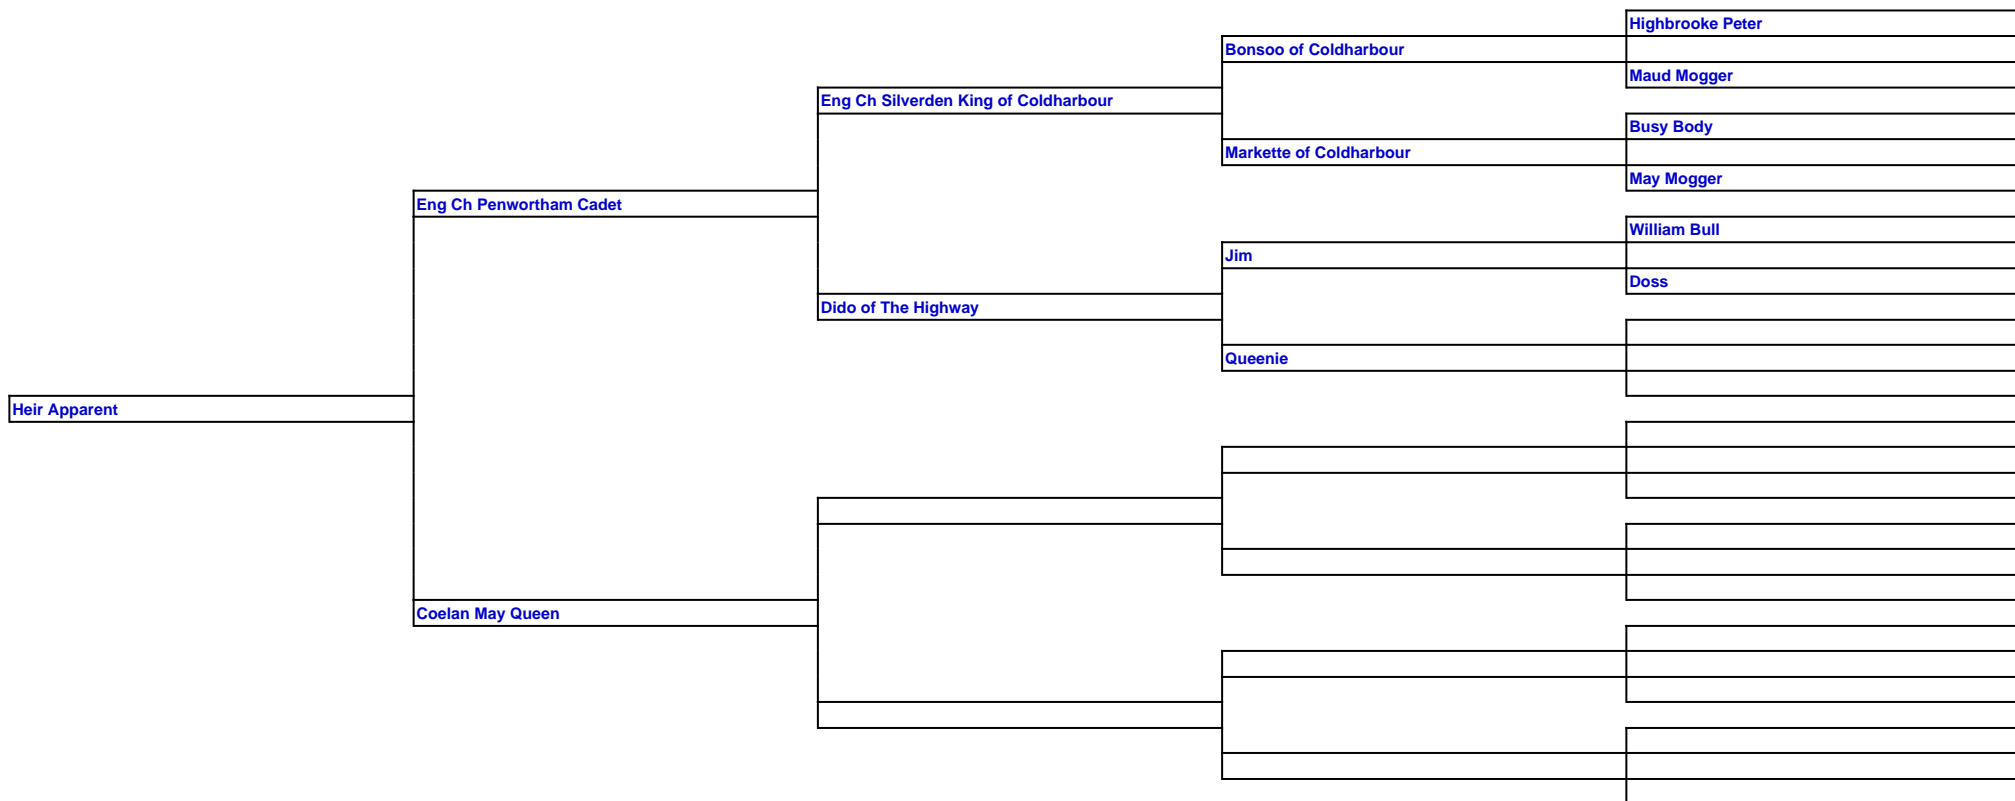 Highbrooke Peter
Bonsoo of Coldharbour
Maud Mogger
Eng Ch Silverden King of Coldharbour
Busy Body
Markette of Coldharbour
May Mogger
Eng Ch Penwortham Cadet
William Bull
Jim
Doss
Dido of The Highway
Queenie
Heir Apparent
Coelan May Queen